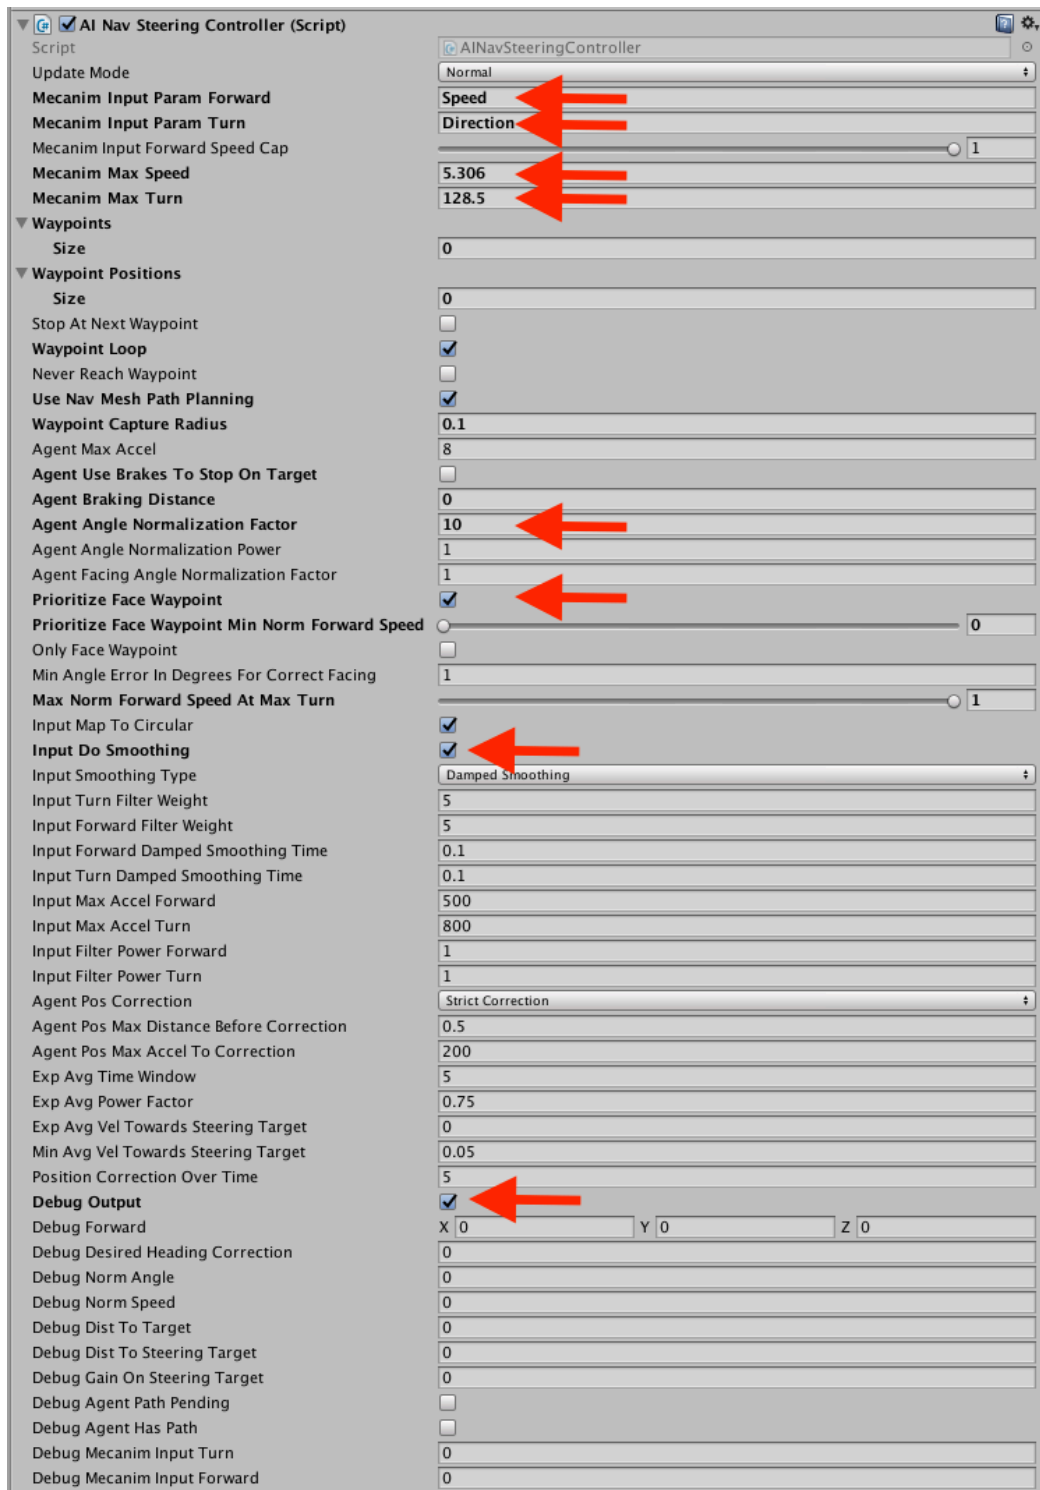 AI Nav Steering Controller (Script)
Script AINavSteeringController
Update Mode Normal
Mecanim Input Param Forward Speed
Mecanim Input Param Turn Direction
Mecanim Input Forward Speed Cap 1
Mecanim Max Speed 5.306
Mecanim Max Turn 128.5
Waypoints
Size 0
Waypoint Positions
Size 0
Stop At Next Waypoint
Waypoint Loop
Never Reach Waypoint
Use Nav Mesh Path Planning
Waypoint Capture Radius 0.1
Agent Max Accel 8
Agent Use Brakes To Stop On Target
Agent Braking Distance 0
Agent Angle Normalization Factor 10
Agent Angle Normalization Power 1
Agent Facing Angle Normalization Factor 1
Prioritize Face Waypoint
Prioritize Face Waypoint Min Norm Forward Speed 0
Only Face Waypoint
Min Angle Error In Degrees For Correct Facing 1
Max Norm Forward Speed At Max Turn 1
Input Map To Circular
Input Do Smoothing
Input Smoothing Type Damped Smoothing
Input Turn Filter Weight 5
Input Forward Filter Weight 5
Input Forward Damped Smoothing Time 0.1
Input Turn Damped Smoothing Time 0.1
Input Max Accel Forward 500
Input Max Accel Turn 800
Input Filter Power Forward 1
Input Filter Power Turn 1
Agent Pos Correction Strict Correction
Agent Pos Max Distance Before Correction 0.5
Agent Pos Max Accel To Correction 200
Exp Avg Time Window 5
Exp Avg Power Factor 0.75
Exp Avg Vel Towards Steering Target 0
Min Avg Vel Towards Steering Target 0.05
Position Correction Over Time 5
Debug Output
Debug Forward X 0 Y 0 Z 0
Debug Desired Heading Correction 0
Debug Norm Angle 0
Debug Norm Speed 0
Debug Dist To Target 0
Debug Dist To Steering Target 0
Debug Gain On Steering Target 0
Debug Agent Path Pending
Debug Agent Has Path
Debug Mecanim Input Turn 0
Debug Mecanim Input Forward 0